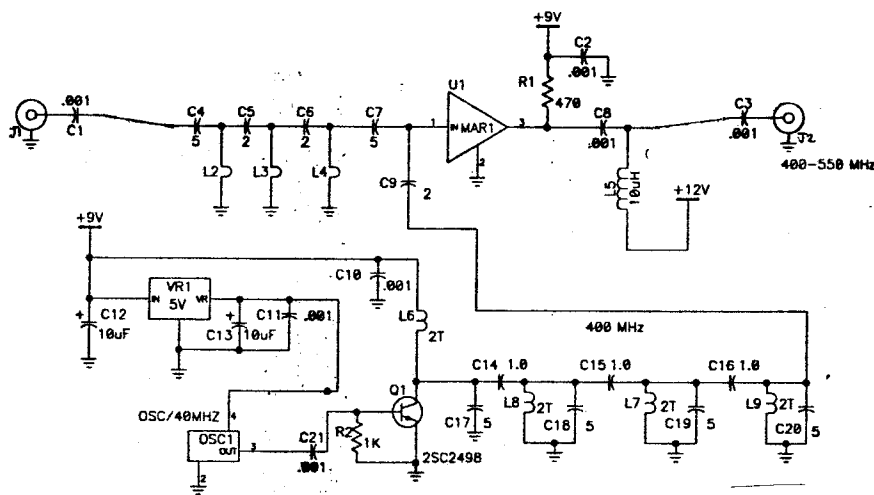 +9V
C2
.001
U1
R1
470
.001
C1
J1
C4
5
C5
2
C6
2
C7
5
1
IN MAR1
3
2
C8
.001
C3
.001
J2
400-550 MHz
L2
L3
L4
C9
2
L5
10uH
+12V
+9V
VR1
IN VR
5V
C12
+
10uF
C13
+
10uF
C11
.001
C10
.001
L6
2T
400 MHz
C14 1.0
C15 1.0
C16 1.0
Q1
C17
5
L8
2T
C18
5
L7
2T
C19
5
L9
2T
C20
5
OSC/40MHZ
4
OSC1
OUT
3
2
C21
.001
R2
1K
2SC2498